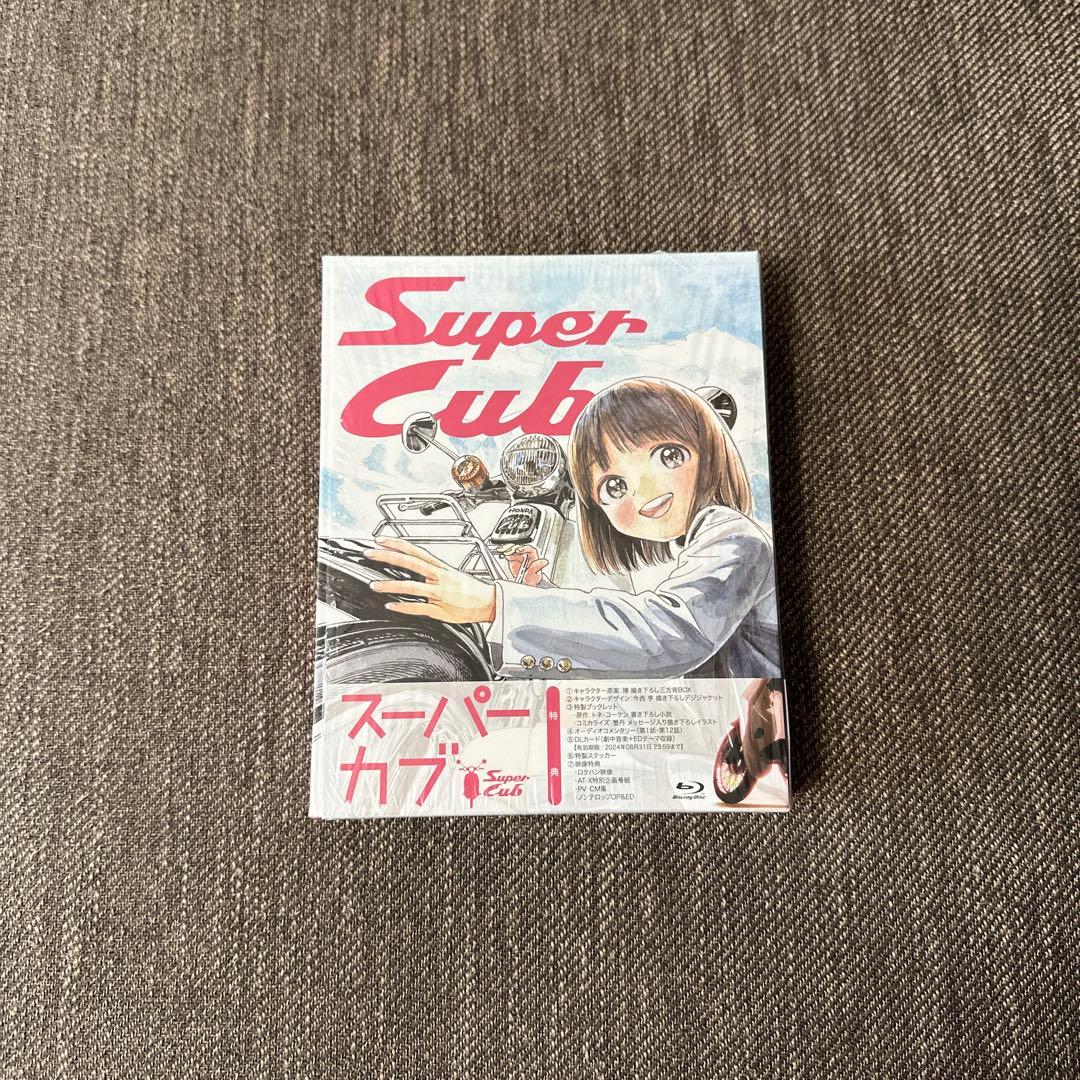 Super
Cub
HONDA
スーパー
カブ
Super
Cub
特典
①キャラクター原案:博 描き下ろし三方背BOX
②キャラクターデザイン:今西 亨 描き下ろしデジジャケット
③特製ブックレット
・原作:トネ・コーケン 書き下ろし小説
・コミカライズ:蟹丹 メッセージ入り描き下ろしイラスト
④オーディオコメンタリー(第1話・第12話)
⑤DLカード(劇中音楽+EDテーマ収録)
【有効期限:2024年08月31日 23:59まで】
⑥特製ステッカー
⑦映像特典
・ロケハン映像
・AT-X特別企画番組
・PV・CM集
・ノンテロップOP&ED
Blu-ray Disc